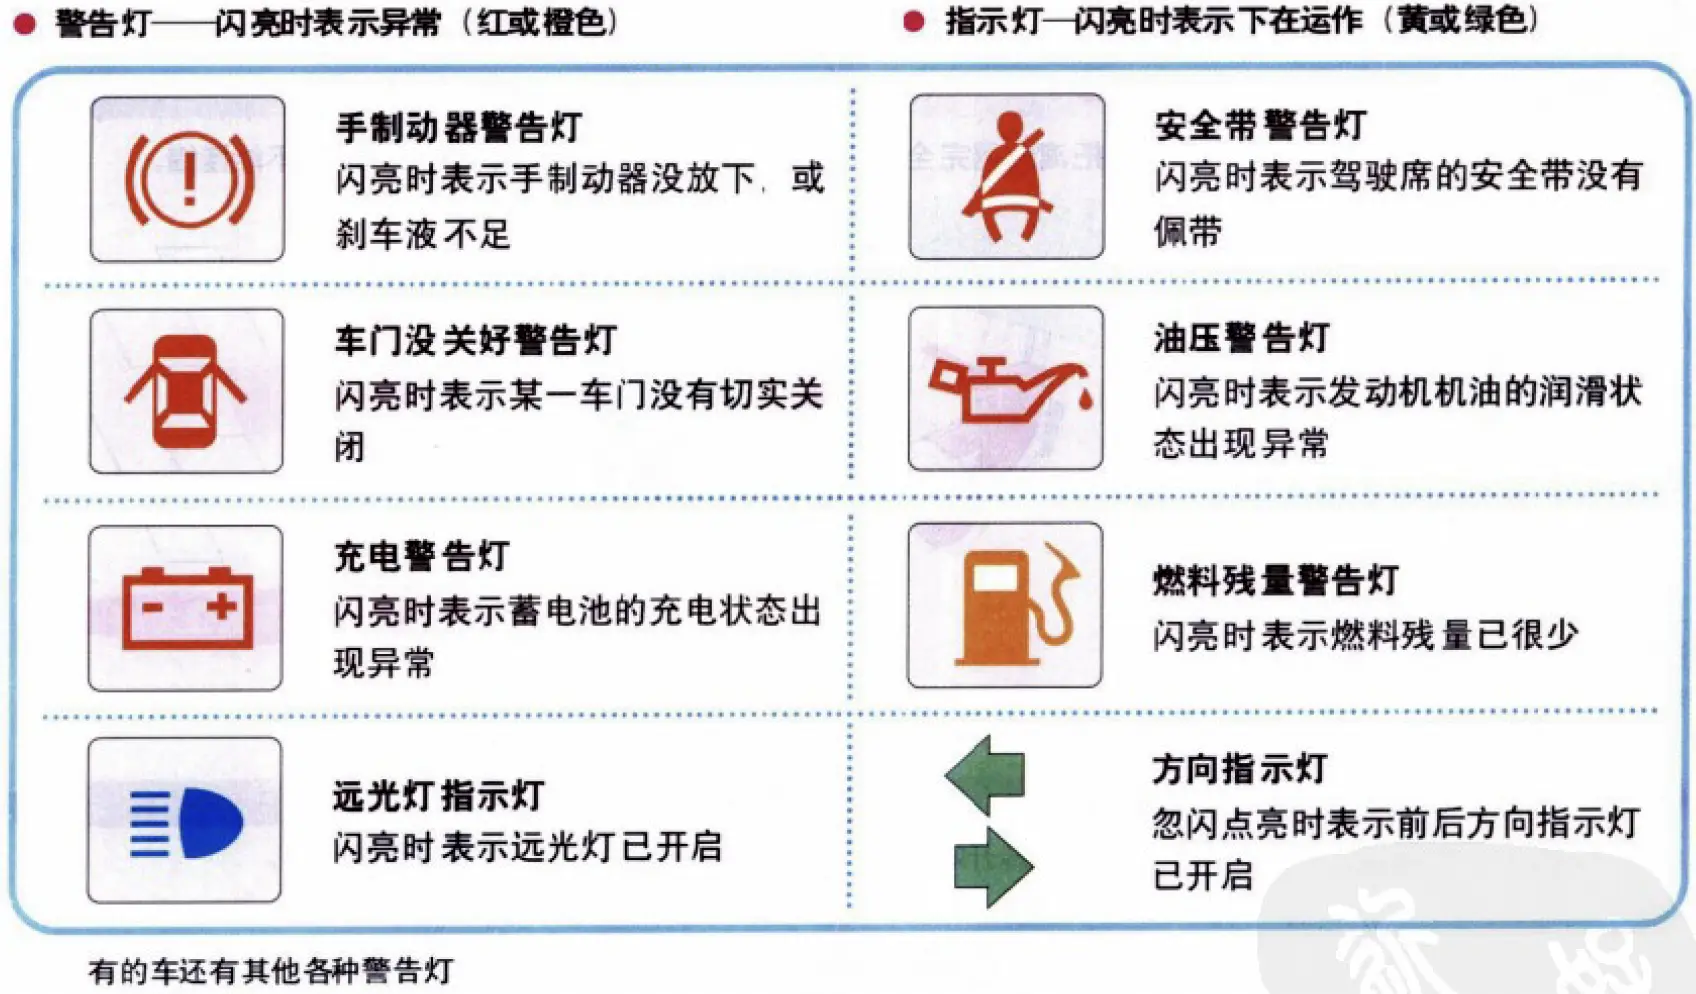 警告灯——闪亮时表示异常（红或橙色）
指示灯—闪亮时表示下在运作（黄或绿色）
手制动器警告灯
闪亮时表示手制动器没放下，或
刹车液不足
安全带警告灯
闪亮时表示驾驶席的安全带没有
佩带
车门没关好警告灯
闪亮时表示某一车门没有切实关
闭
油压警告灯
闪亮时表示发动机机油的润滑状
态出现异常
充电警告灯
闪亮时表示蓄电池的充电状态出
现异常
燃料残量警告灯
闪亮时表示燃料残量已很少
远光灯指示灯
闪亮时表示远光灯已开启
方向指示灯
忽闪点亮时表示前后方向指示灯
已开启
有的车还有其他各种警告灯